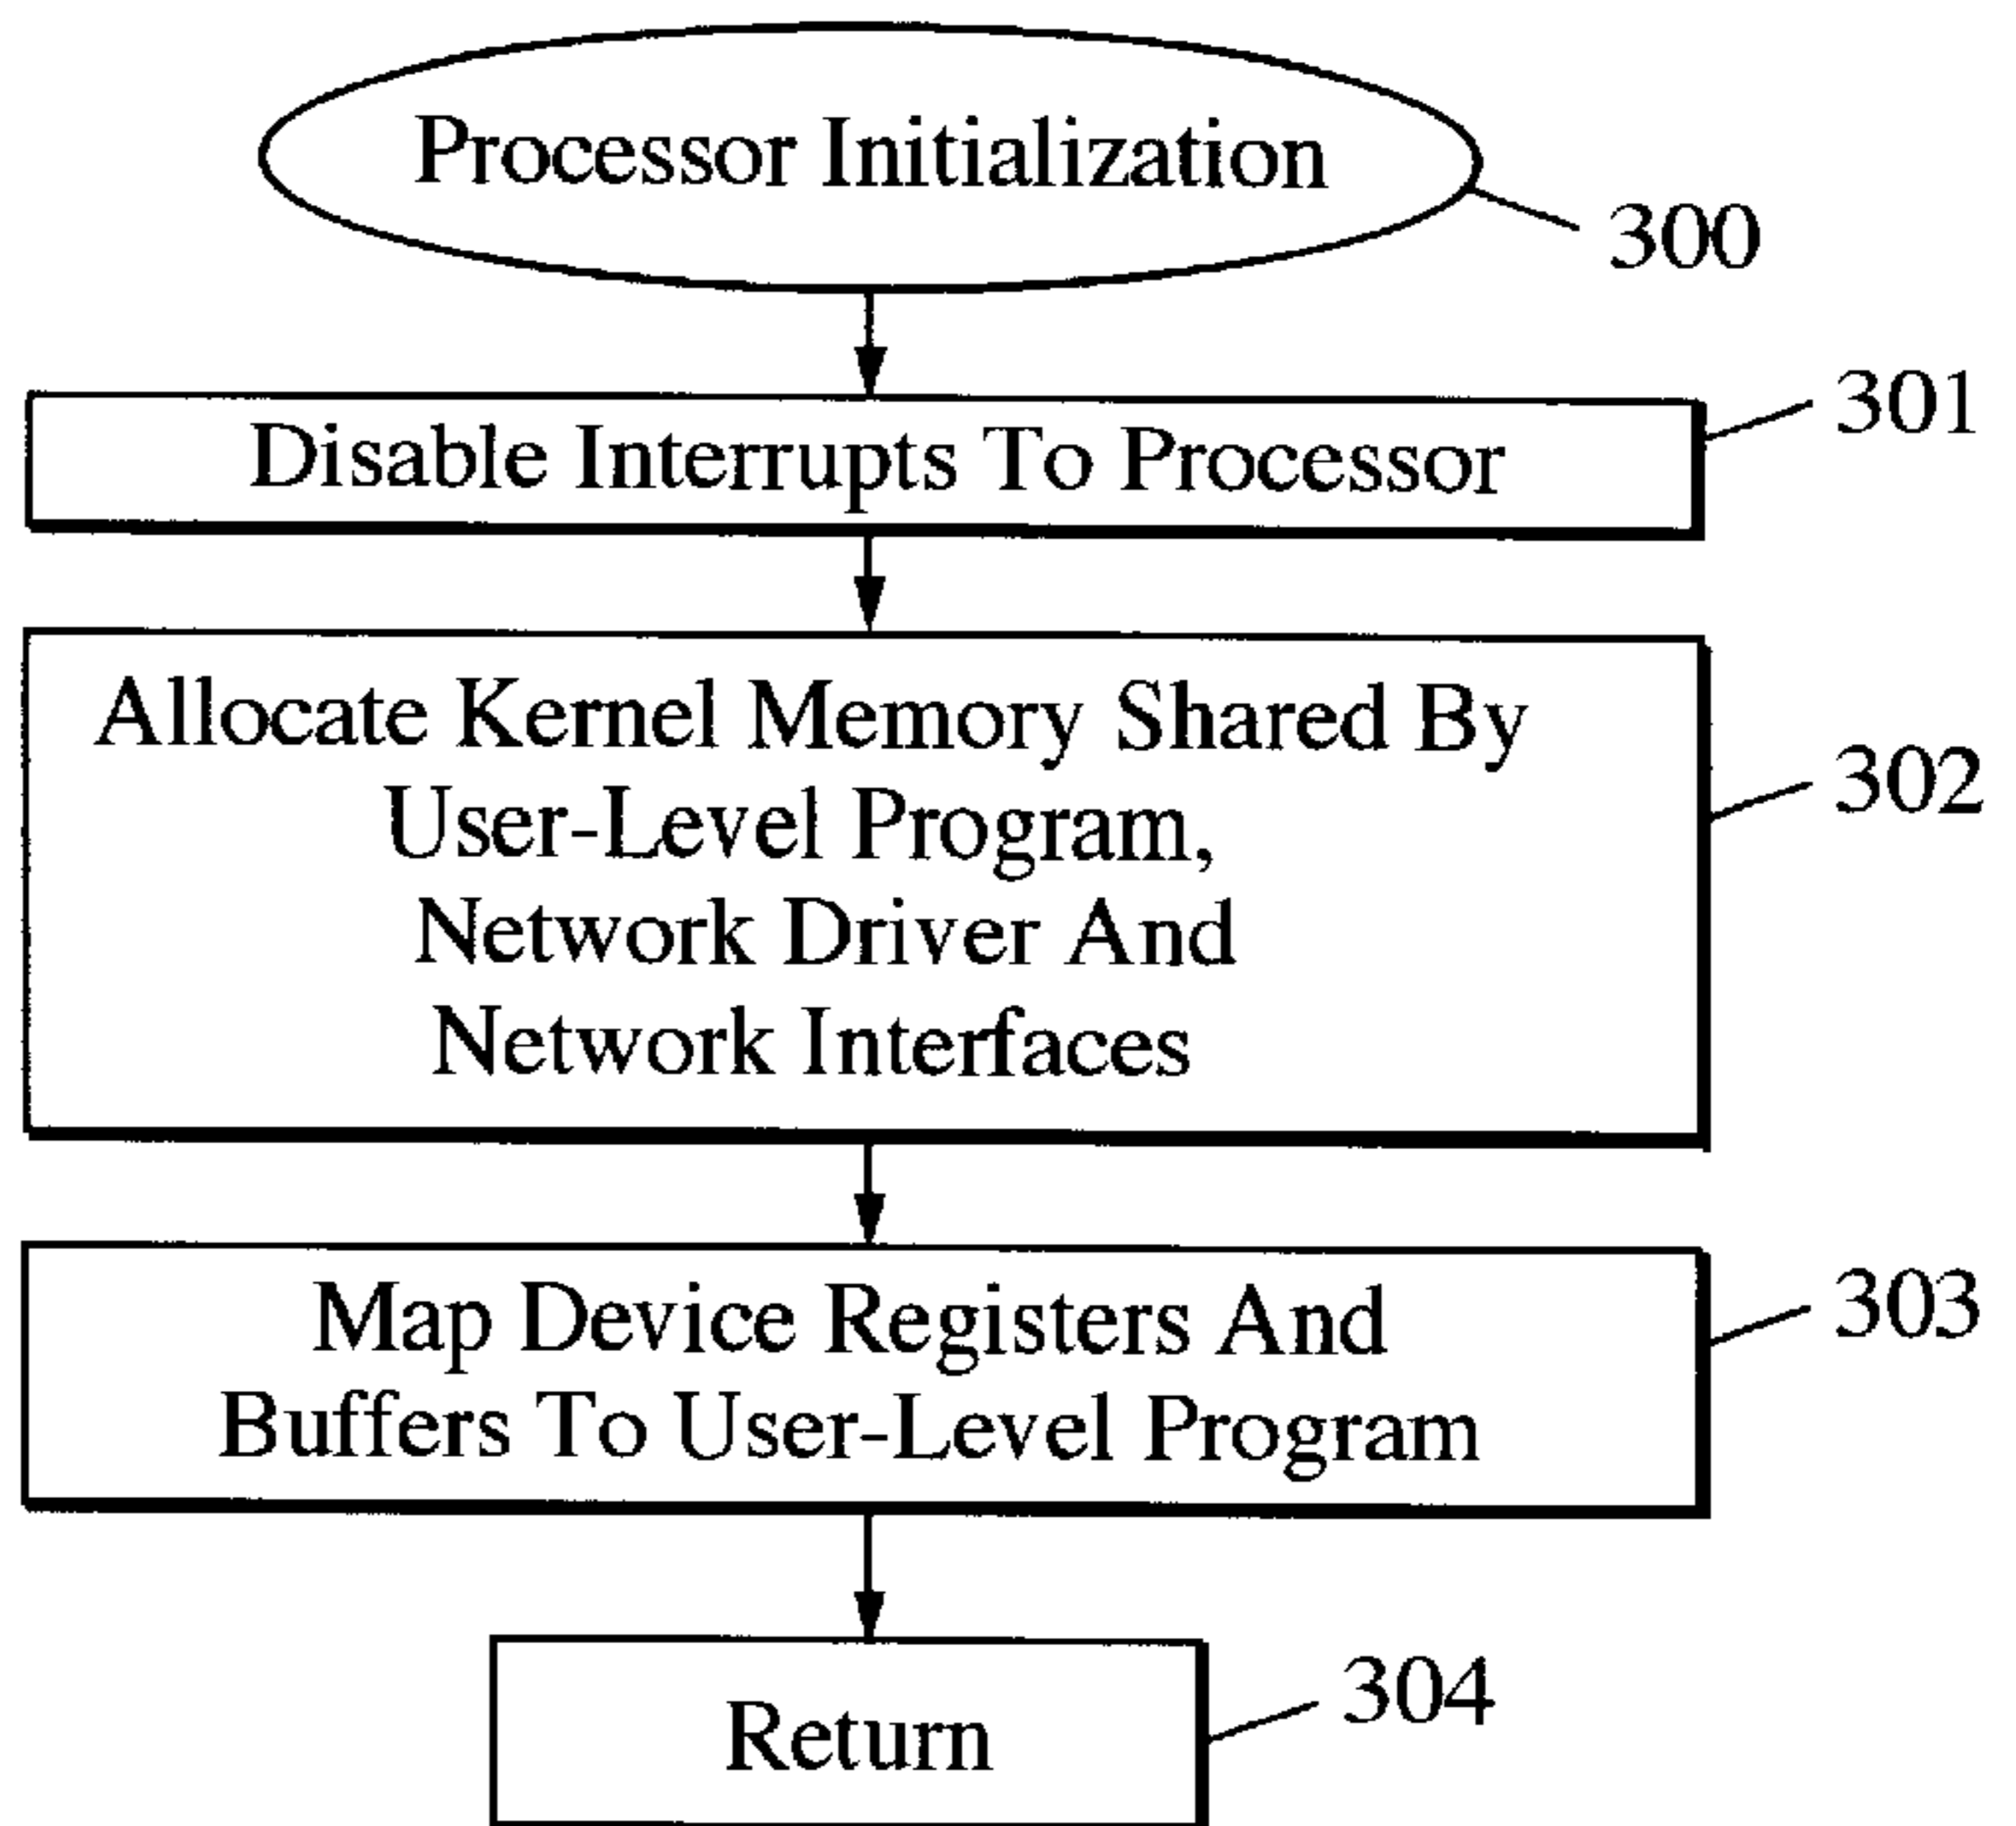 Processor Initialization
300
301
Disable Interrupts To Processor
Allocate Kernel Memory Shared By
User-Level Program,
302
Network Driver And
Network Interfaces
303
Map Device Registers And
Buffers To User-Level Program
304
Return